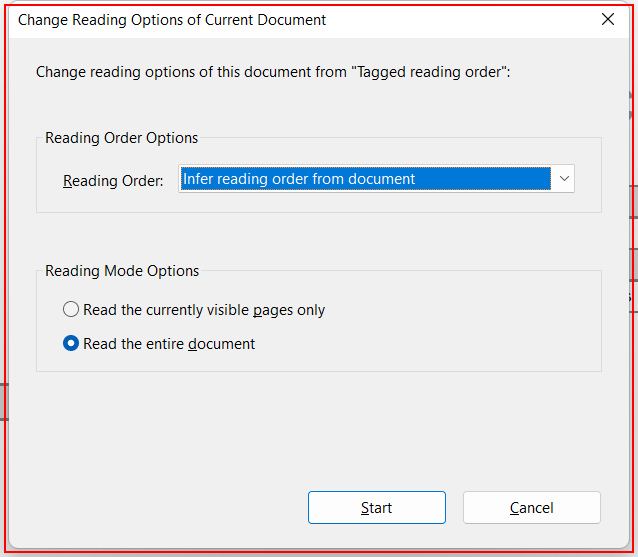 Change Reading Options of Current Document
Change reading options of this document from "Tagged reading order":
Reading Order Options
Reading Order: Infer reading order from document
Reading Mode Options
Read the currently visible pages only
Read the entire document
Start Cancel